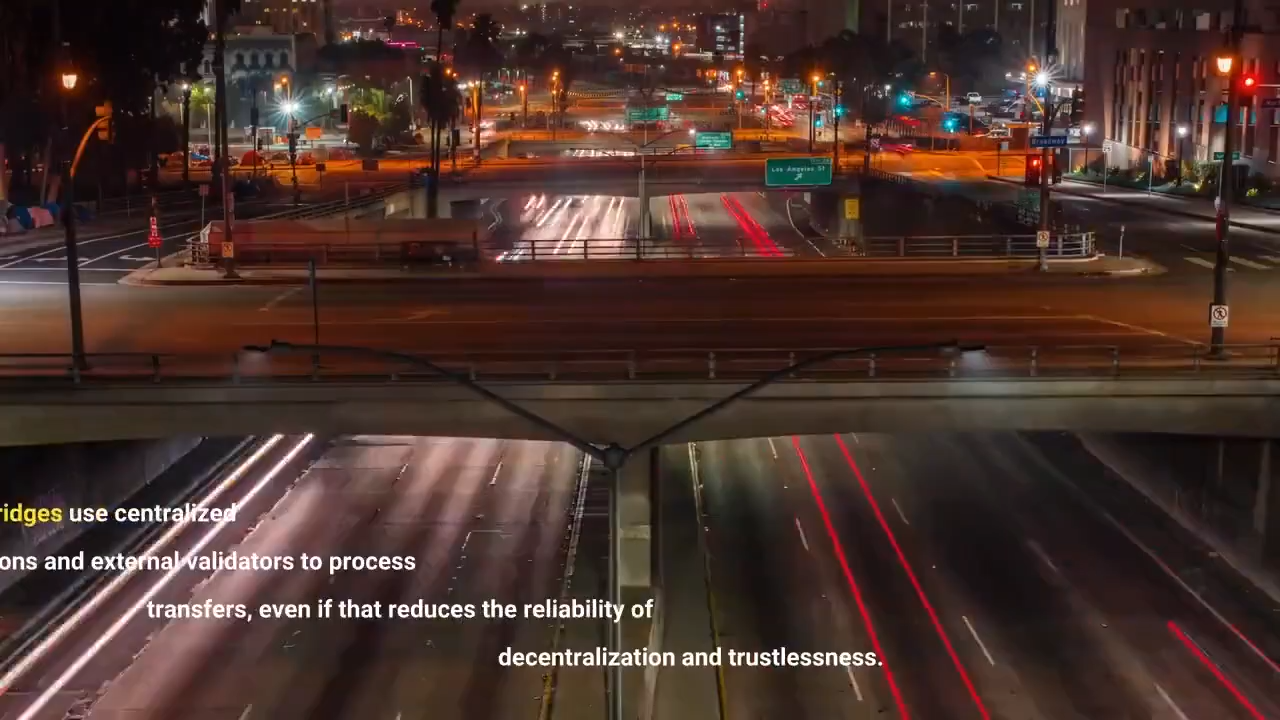 Los Angeles St
Broadway
ridges use centralized
ons and external validators to process
transfers, even if that reduces the reliability of
decentralization and trustlessness.